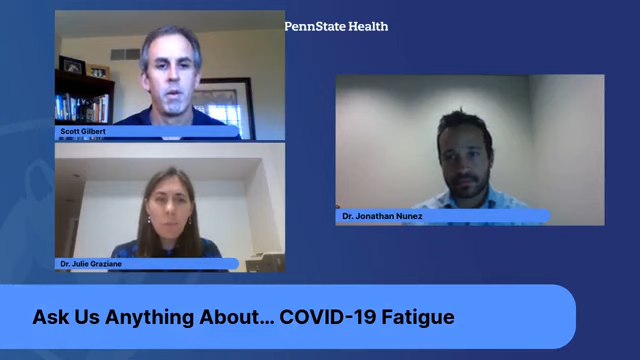 PennState Health
Scott Gilbert
Dr. Jonathan Nunez
Dr. Julie Graziane
Ask Us Anything About... COVID-19 Fatigue